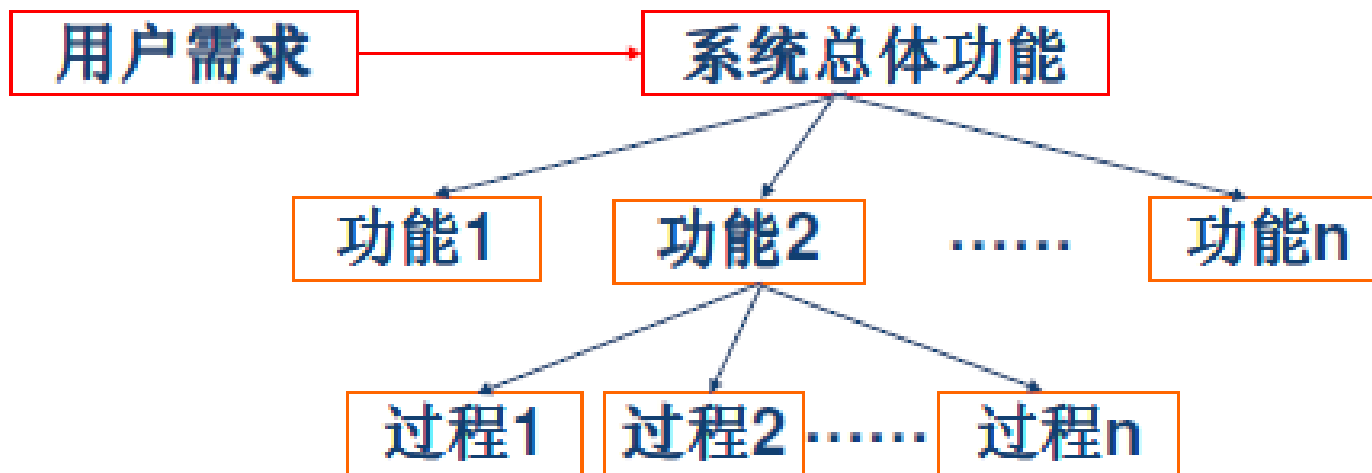 用户需求 系统总体功能
功能1 功能2 …… 功能n
过程1 过程2 …… 过程n